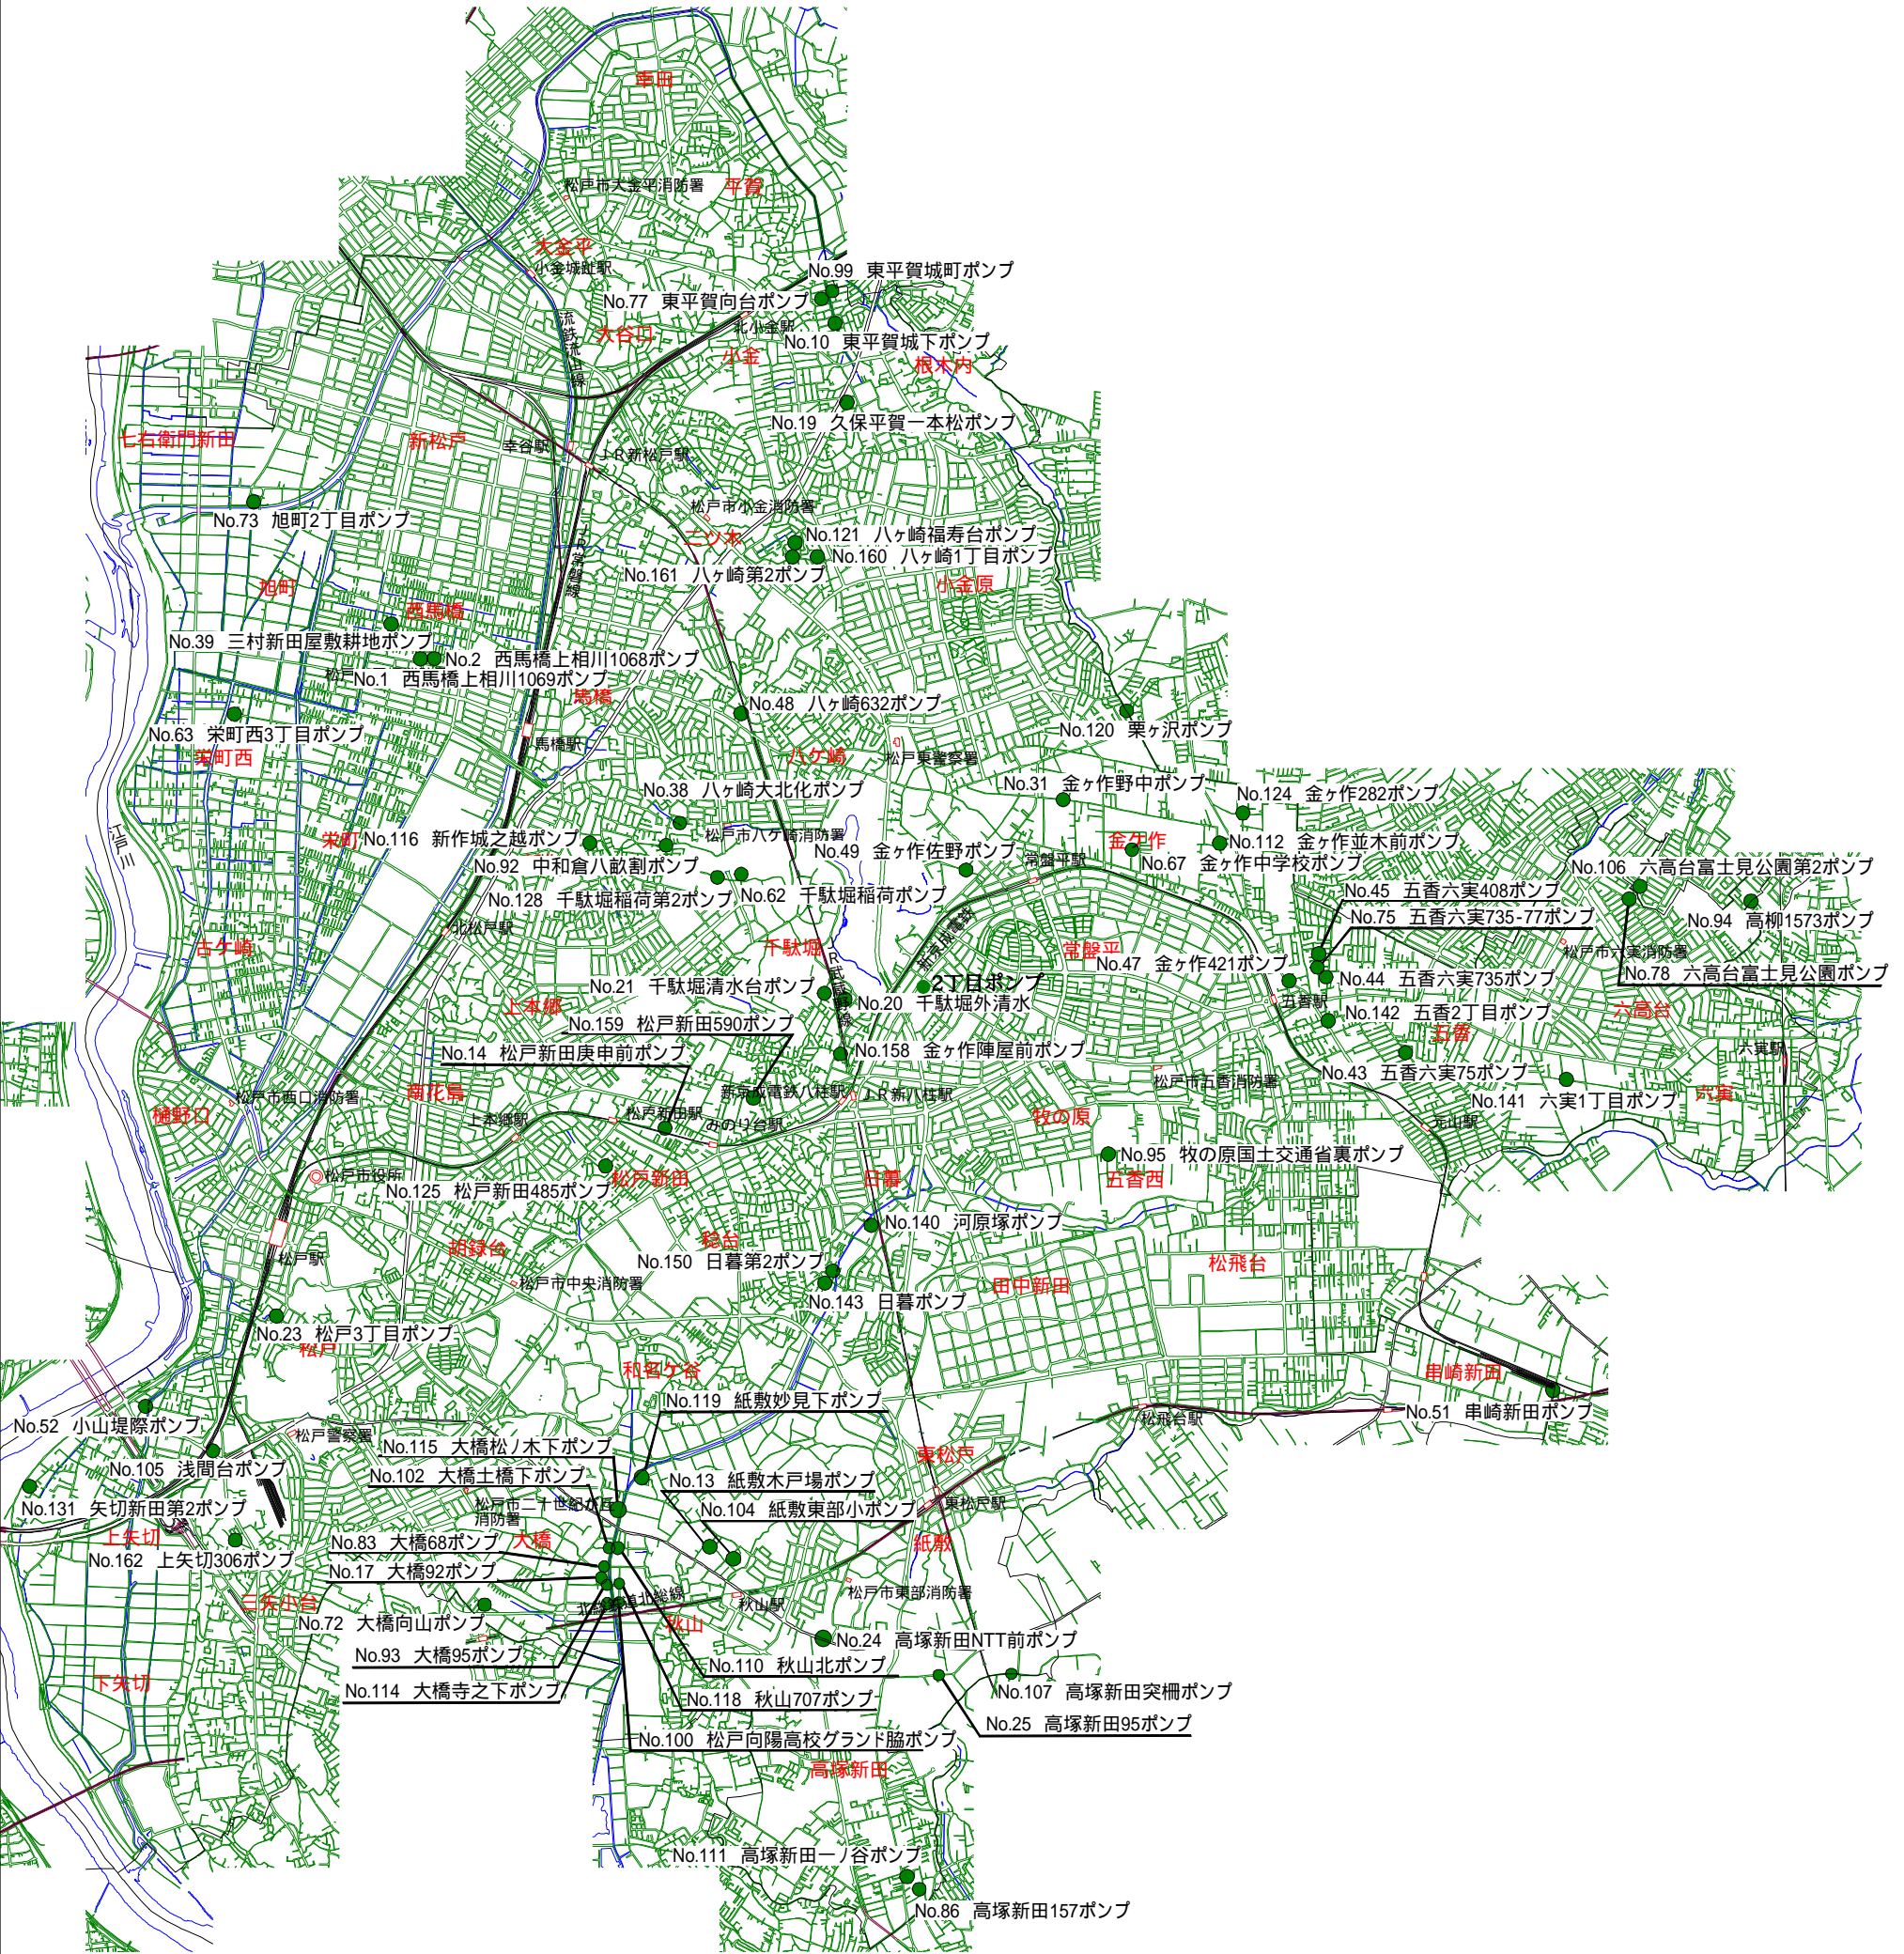 幸田
松戸市大金平消防署
平賀
大金平
小金城趾駅
No.99 東平賀城町ポンプ
No.77 東平賀向台ポンプ
流鉄流山線
大谷口
北小金駅
No.10 東平賀城下ポンプ
小金
根木内
No.19 久保平賀一本松ポンプ
七右衛門新田
新松戸
幸谷駅
JR新松戸駅
松戸市小金消防署
No.73 旭町2丁目ポンプ
二ツ木
No.121 八ヶ崎福寿台ポンプ
No.160 八ヶ崎1丁目ポンプ
No.161 八ヶ崎第2ポンプ
JR常磐線
小金原
旭町
西馬橋
No.39 三村新田屋敷耕地ポンプ
No.2 西馬橋上相川1068ポンプ
松戸
No.1 西馬橋上相川1069ポンプ
馬橋
No.48 八ヶ崎632ポンプ
No.63 栄町西3丁目ポンプ
No.120 栗ヶ沢ポンプ
馬橋駅
栄町西
八ケ崎
松戸東警察署
No.38 八ヶ崎大北化ポンプ
No.31 金ヶ作野中ポンプ
No.124 金ヶ作282ポンプ
江戸川
栄町
No.116 新作城之越ポンプ
松戸市八ケ崎消防署
金ケ作
No.112 金ヶ作並木前ポンプ
No.49 金ヶ作佐野ポンプ
常盤平駅
No.67 金ヶ作中学校ポンプ
No.92 中和倉八畝割ポンプ
No.106 六高台富士見公園第2ポンプ
No.45 五香六実408ポンプ
No.128 千駄堀稲荷第2ポンプ
No.62 千駄堀稲荷ポンプ
No.75 五香六実735-77ポンプ
No.94 高柳1573ポンプ
北松戸駅
新京成電鉄
古ケ崎
千駄堀
JR武蔵野線
常盤平
松戸市六実消防署
No.47 金ヶ作421ポンプ
No.44 五香六実735ポンプ
No.78 六高台富士見公園ポンプ
No.21 千駄堀清水台ポンプ
2丁目ポンプ
No.20 千駄堀外清水
五香駅
上本郷
No.142 五香2丁目ポンプ
六高台
No.159 松戸新田590ポンプ
五香
No.14 松戸新田庚申前ポンプ
No.158 金ヶ作陣屋前ポンプ
六実駅
No.43 五香六実75ポンプ
松戸市五香消防署
南花島
新京成電鉄八柱駅
JR新八柱駅
松戸市西口消防署
No.141 六実1丁目ポンプ
六実
樋野口
上本郷駅
松戸新田駅
みのり台駅
牧の原
元山駅
No.95 牧の原国土交通省裏ポンプ
松戸市役所
No.125 松戸新田485ポンプ
松戸新田
日暮
五香西
No.140 河原塚ポンプ
胡録台
稔台
松戸駅
No.150 日暮第2ポンプ
松飛台
松戸市中央消防署
田中新田
No.143 日暮ポンプ
No.23 松戸3丁目ポンプ
松戸
和名ケ谷
串崎新田
No.119 紙敷妙見下ポンプ
No.51 串崎新田ポンプ
松飛台駅
No.52 小山堤際ポンプ
松戸警察署
No.115 大橋松ノ木下ポンプ
東松戸
No.105 浅間台ポンプ
No.102 大橋土橋下ポンプ
No.13 紙敷木戸場ポンプ
No.131 矢切新田第2ポンプ
松戸市二十世紀が丘
消防署
No.104 紙敷東部小ポンプ
東松戸駅
上矢切
No.83 大橋68ポンプ
大橋
紙敷
No.162 上矢切306ポンプ
No.17 大橋92ポンプ
松戸市東部消防署
三矢小台
北総鉄道北総線
秋山駅
No.72 大橋向山ポンプ
秋山
No.24 高塚新田NTT前ポンプ
No.93 大橋95ポンプ
No.110 秋山北ポンプ
下矢切
No.114 大橋寺之下ポンプ
No.118 秋山707ポンプ
No.107 高塚新田突柵ポンプ
No.25 高塚新田95ポンプ
No.100 松戸向陽高校グランド脇ポンプ
高塚新田
No.111 高塚新田一ノ谷ポンプ
No.86 高塚新田157ポンプ